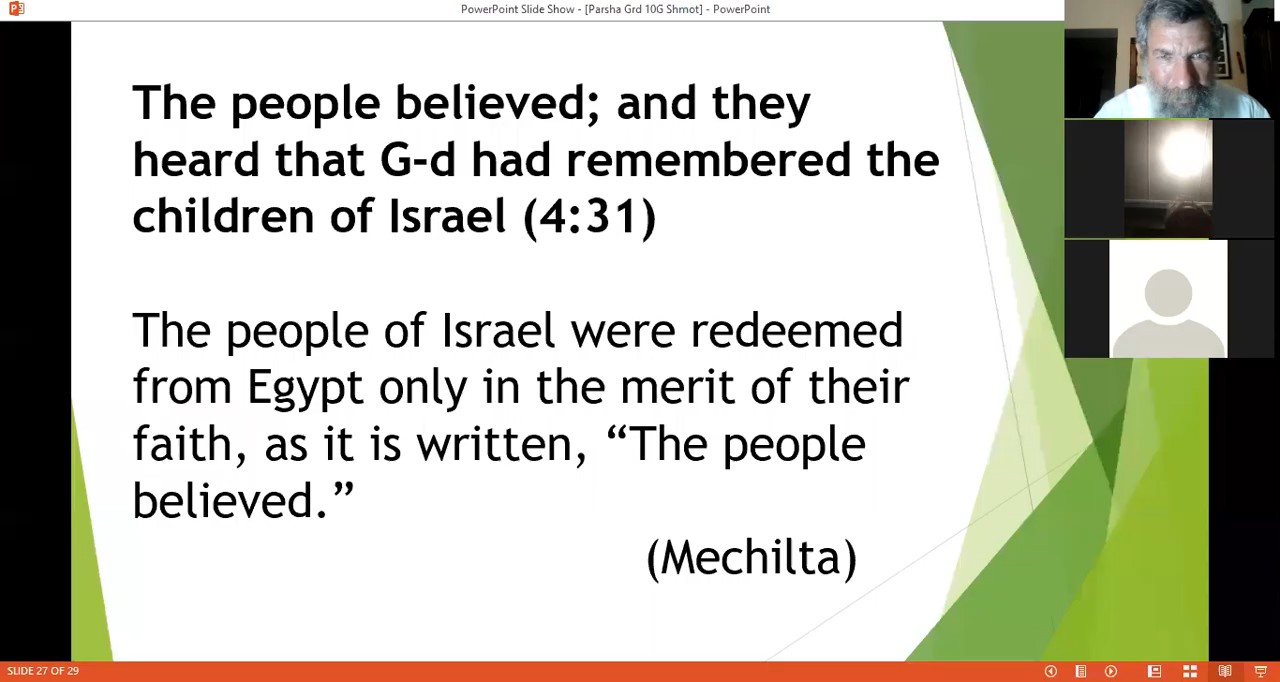 PowerPoint Slide Show - [Parsha Grd 10G Shmot] - PowerPoint
The people believed; and they
heard that G-d had remembered the
children of Israel (4:31)
The people of Israel were redeemed
from Egypt only in the merit of their
faith, as it is written, “The people
believed.”
(Mechilta)
SLIDE 27 OF 29